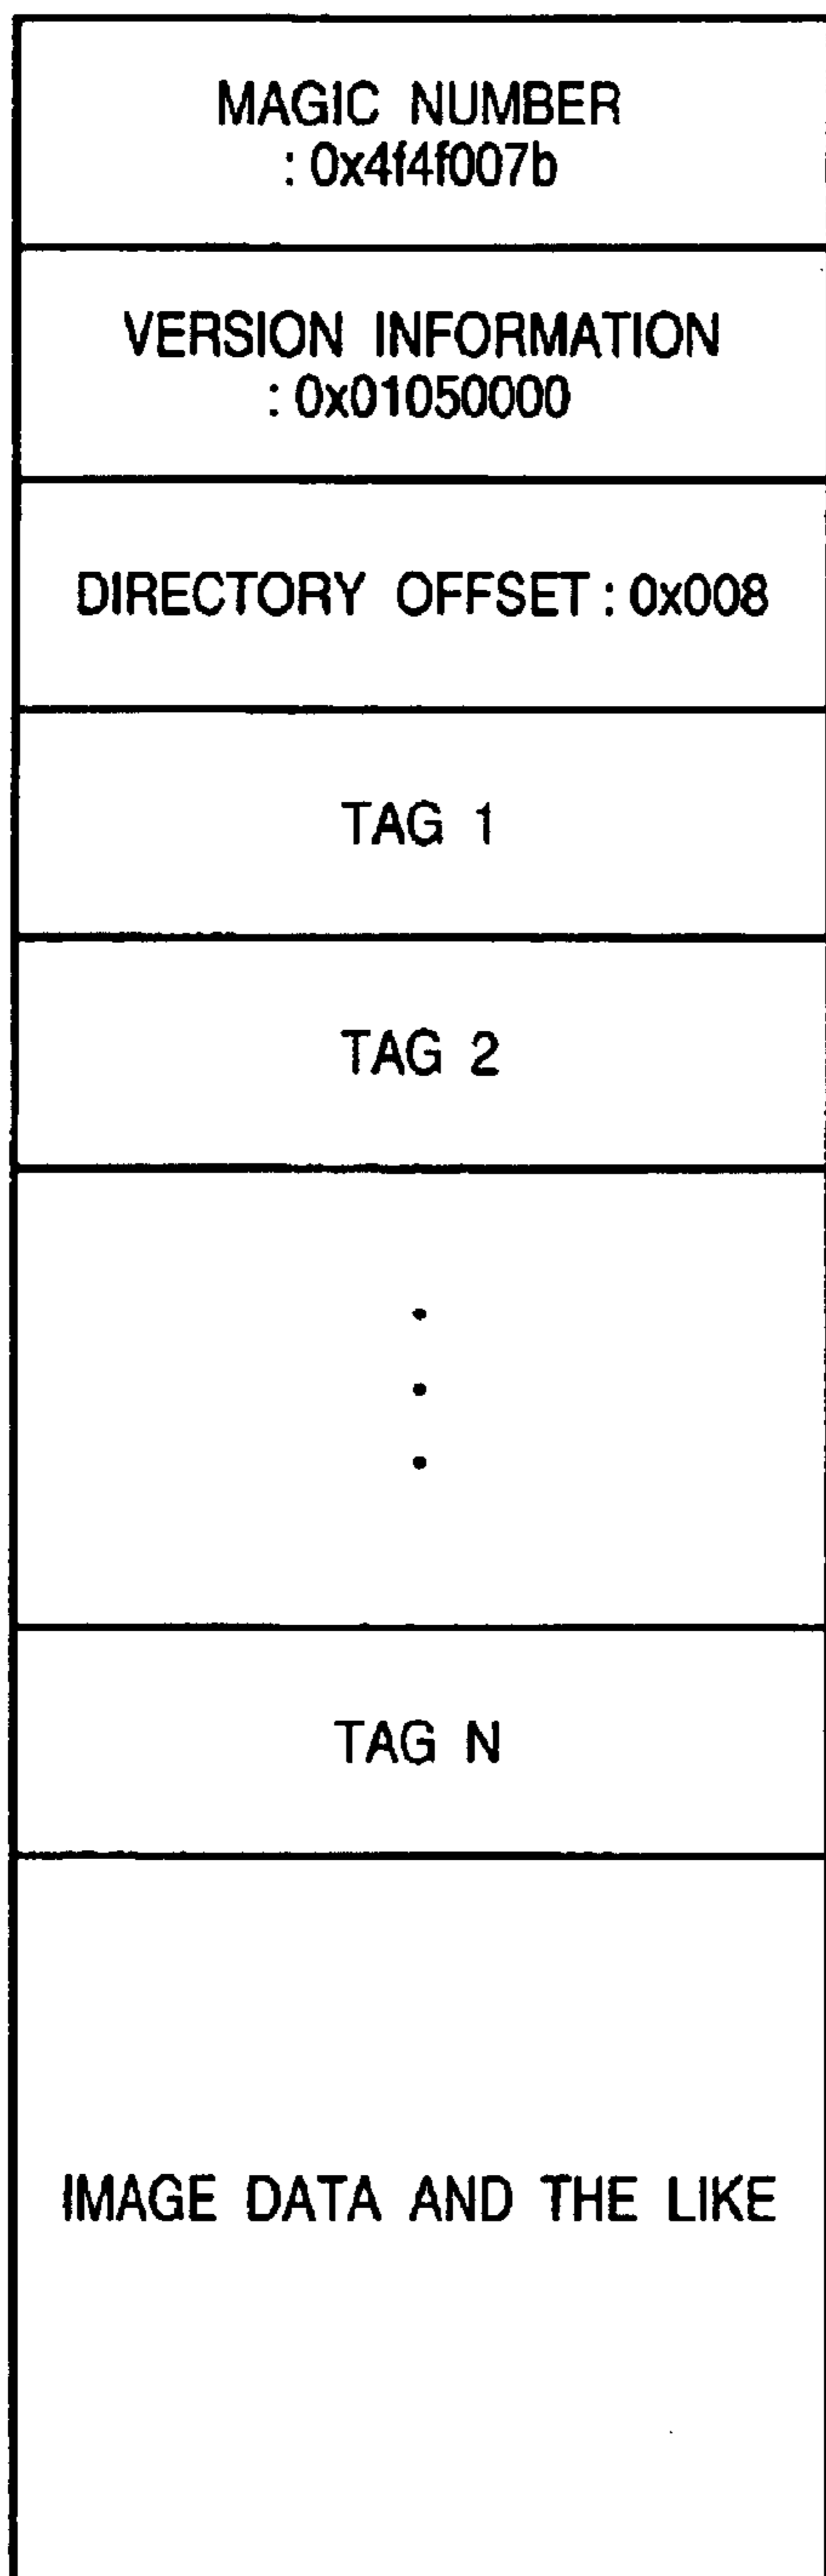 MAGIC NUMBER
: 0x4f4f007b
VERSION INFORMATION
: 0x01050000
DIRECTORY OFFSET : 0x008
TAG 1
TAG 2
TAG N
IMAGE DATA AND THE LIKE